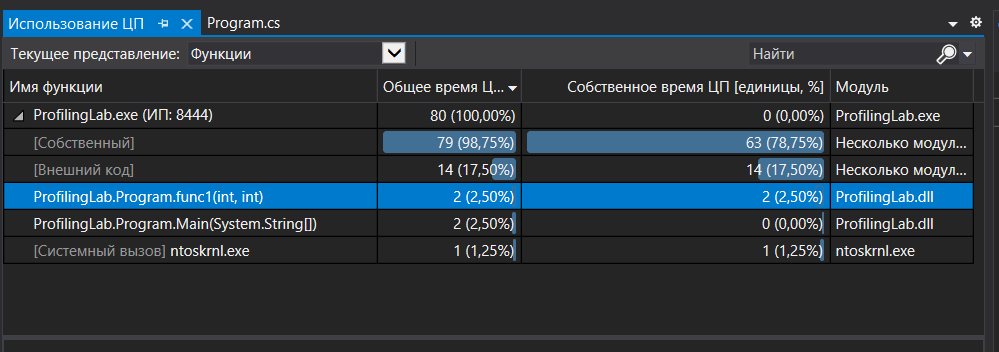 Использование ЦП Program.cs
Текущее представление: Функции Найти
Имя функции Общее время Ц... Собственное время ЦП [единицы, %] Модуль
ProfilingLab.exe (ИП: 8444) 80 (100,00%) 0 (0,00%) ProfilingLab.exe
[Собственный] 79 (98,75%) 63 (78,75%) Несколько модул...
[Внешний код] 14 (17,50%) 14 (17,50%) Несколько модул...
ProfilingLab.Program.func1(int, int) 2 (2,50%) 2 (2,50%) ProfilingLab.dll
ProfilingLab.Program.Main(System.String[]) 2 (2,50%) 0 (0,00%) ProfilingLab.dll
[Системный вызов] ntoskrnl.exe 1 (1,25%) 1 (1,25%) ntoskrnl.exe